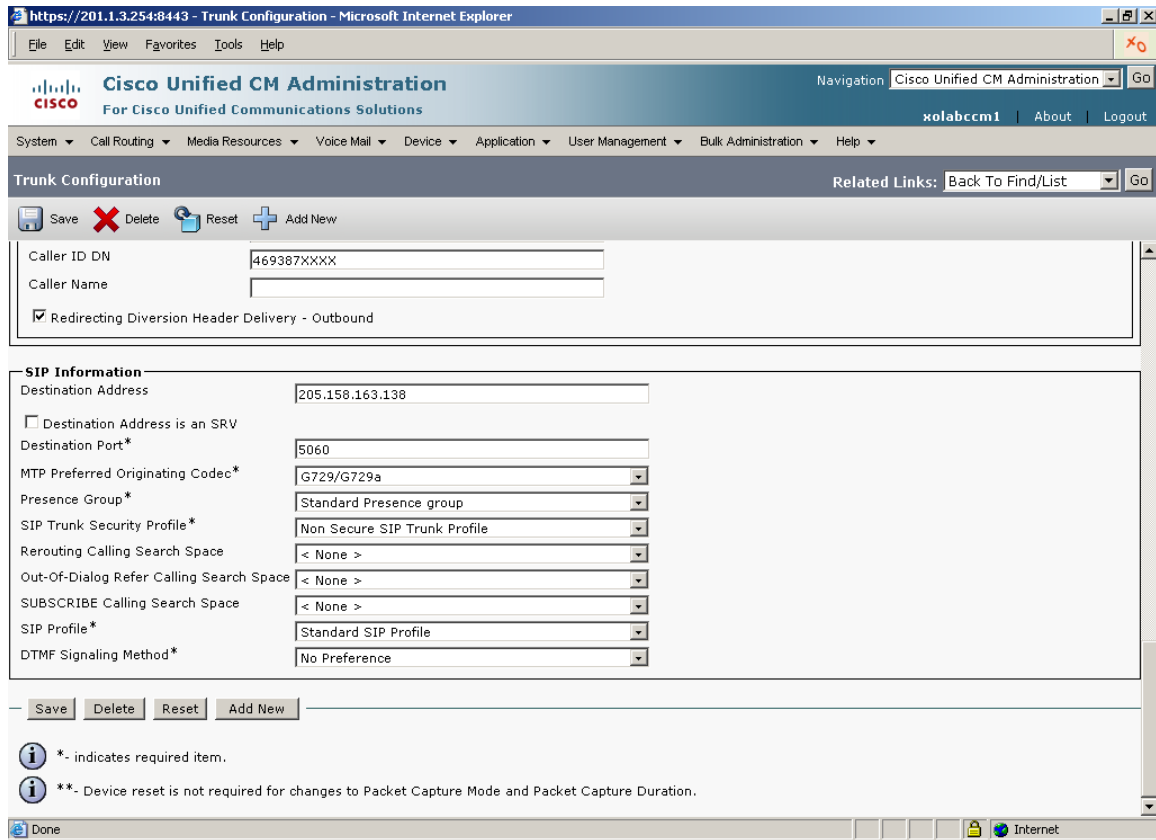 https://201.1.3.254:8443 - Trunk Configuration - Microsoft Internet Explorer
File Edit View Favorites Tools Help
CISCO
Cisco Unified CM Administration
For Cisco Unified Communications Solutions
Navigation Cisco Unified CM Administration Go
xolabccm1 | About | Logout
System Call Routing Media Resources Voice Mail Device Application User Management Bulk Administration Help
Trunk Configuration
Related Links: Back To Find/List Go
Save Delete Reset Add New
Caller ID DN 469387XXXX
Caller Name
Redirecting Diversion Header Delivery - Outbound
SIP Information
Destination Address 205.158.163.138
Destination Address is an SRV
Destination Port* 5060
MTP Preferred Originating Codec* G729/G729a
Presence Group* Standard Presence group
SIP Trunk Security Profile* Non Secure SIP Trunk Profile
Rerouting Calling Search Space < None >
Out-Of-Dialog Refer Calling Search Space < None >
SUBSCRIBE Calling Search Space < None >
SIP Profile* Standard SIP Profile
DTMF Signaling Method* No Preference
Save Delete Reset Add New
*- indicates required item.
**- Device reset is not required for changes to Packet Capture Mode and Packet Capture Duration.
Done Internet